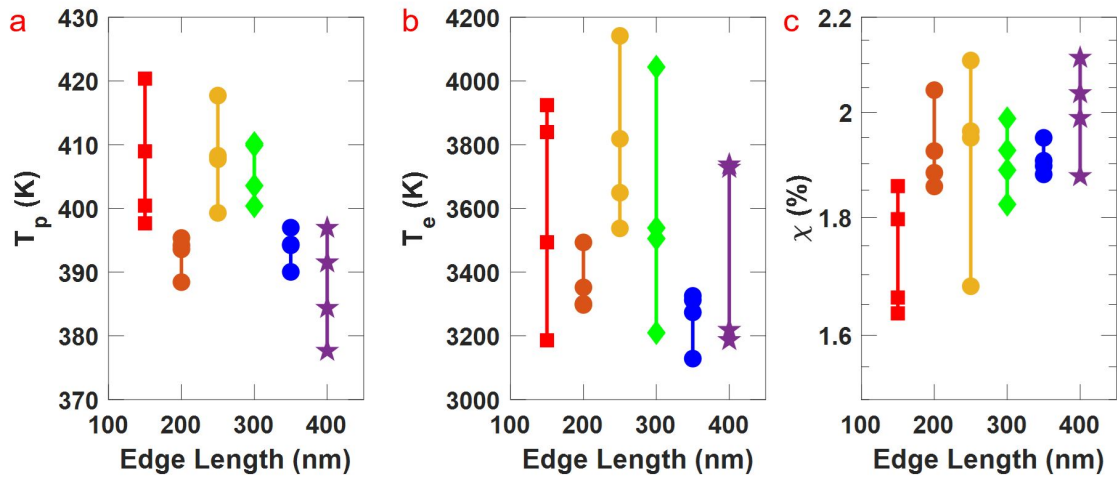 a
430
420
410
400
390
380
370
T_p (K)
100 200 300 400
Edge Length (nm)
b
4200
4000
3800
3600
3400
3200
3000
T_e (K)
100 200 300 400
Edge Length (nm)
c
2.2
2
1.8
1.6
χ (%)
100 200 300 400
Edge Length (nm)